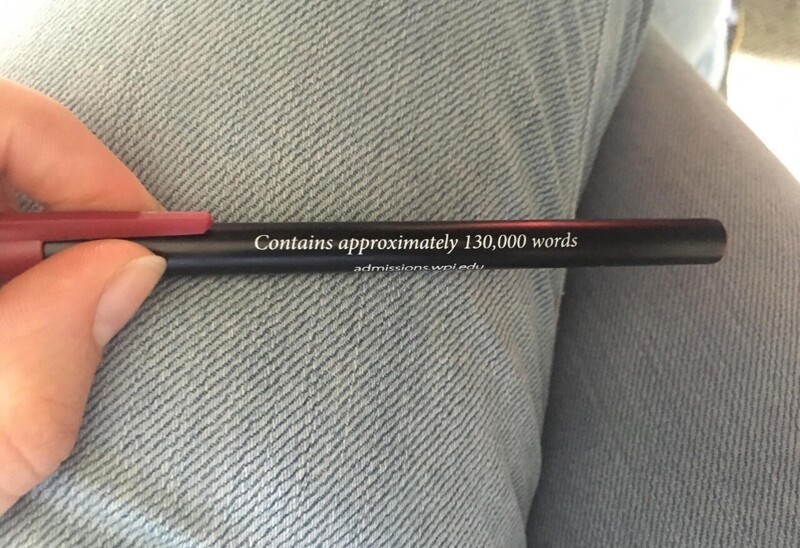 Contains approximately 130,000 words
admissions.wpi.edu